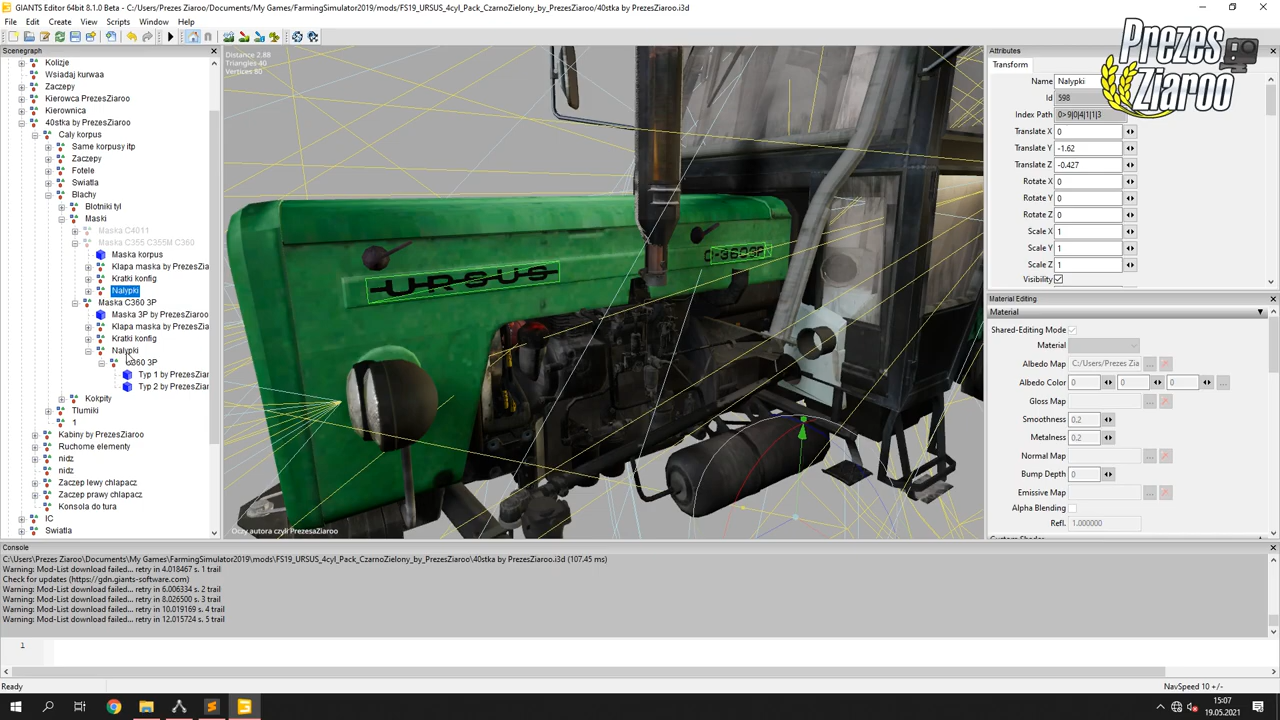 GIANTS Editor 64bit 8.1.0 Beta - C:/Users/Prezes Ziaroo/Documents/My Games/FarmingSimulator2019/mods/FS19_URSUS_4cyl_Pack_CzarnoZielony_by_PrezesZiaroo/40stka by PrezesZiaroo.i3d
File Edit Create View Scripts Window Help
Prezes
Ziaroo
Scenegraph
Kolizje
Wsiadaj kurwaa
Zaczepy
Kierowca PrezesZiaroo
Kierownica
40stka by PrezesZiaroo
Caly korpus
Same korpusy itp
Zaczepy
Fotele
Swiatla
Blachy
Blotniki tyl
Maski
Maska C4011
Maska C355 C355M C360
Maska korpus
Klapa maska by PrezesZia
Kratki konfig
Nalypki
Maska C360 3P
Maska 3P by PrezesZiaroo
Klapa maska by PrezesZia
Kratki konfig
Nalypki
C360 3P
Typ 1 by PrezesZiar
Typ 2 by PrezesZiar
Kokpity
Tlumiki
1
Kabiny by PrezesZiaroo
Ruchome elementy
nidz
nidz
Zaczep lewy chlapacz
Zaczep prawy chlapacz
Konsola do tura
IC
Swiatla
Distance 2.88
Triangles 40
Vertices 80
URSUS
C-360 3P
Oczy autora czyli PrezesaZiaroo
Attributes
Transform
Name Nalypki
Id 598
Index Path 0>9|0|4|1|1|3
Translate X 0
Translate Y -1.62
Translate Z -0.427
Rotate X 0
Rotate Y 0
Rotate Z 0
Scale X 1
Scale Y 1
Scale Z 1
Visibility
Material Editing
Material
Shared-Editing Mode
Material
Albedo Map C:/Users/Prezes Zia ...
Albedo Color 0 0 0 ...
Gloss Map ...
Smoothness 0.2
Metalness 0.2
Normal Map ...
Bump Depth 0
Emissive Map ...
Alpha Blending
Refl. 1.000000
Console
C:\Users\Prezes Ziaroo\Documents\My Games\FarmingSimulator2019\mods\FS19_URSUS_4cyl_Pack_CzarnoZielony_by_PrezesZiaroo\40stka by PrezesZiaroo.i3d (107.45 ms)
Warning: Mod-List download failed... retry in 4.018467 s. 1 trail
Check for updates (https://gdn.giants-software.com)
Warning: Mod-List download failed... retry in 6.006334 s. 2 trail
Warning: Mod-List download failed... retry in 8.026500 s. 3 trail
Warning: Mod-List download failed... retry in 10.019169 s. 4 trail
Warning: Mod-List download failed... retry in 12.015724 s. 5 trail
1
Ready
NavSpeed 10 +/-
15:07
19.05.2021